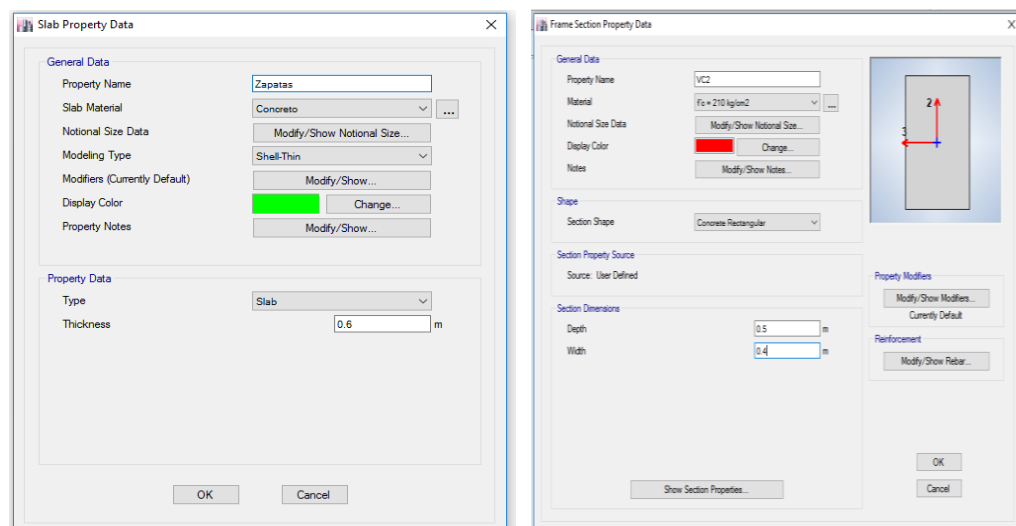 Slab Property Data
General Data
Property Name Zapatas
Slab Material Concreto ...
Notional Size Data Modify/Show Notional Size...
Modeling Type Shell-Thin
Modifiers (Currently Default) Modify/Show...
Display Color Change...
Property Notes Modify/Show...
Property Data
Type Slab
Thickness 0.6 m
OK Cancel
Frame Section Property Data
General Data
Property Name VC2
Material f'c = 210 kg/cm2 ...
Notional Size Data Modify/Show Notional Size...
Display Color Change...
Notes Modify/Show Notes...
2
3
Shape
Section Shape Concrete Rectangular
Section Property Source
Source: User Defined
Property Modifiers
Modify/Show Modifiers...
Currently Default
Section Dimensions
Depth 0.5 m
Width 0.4 m
Reinforcement
Modify/Show Rebar...
OK
Cancel
Show Section Properties...